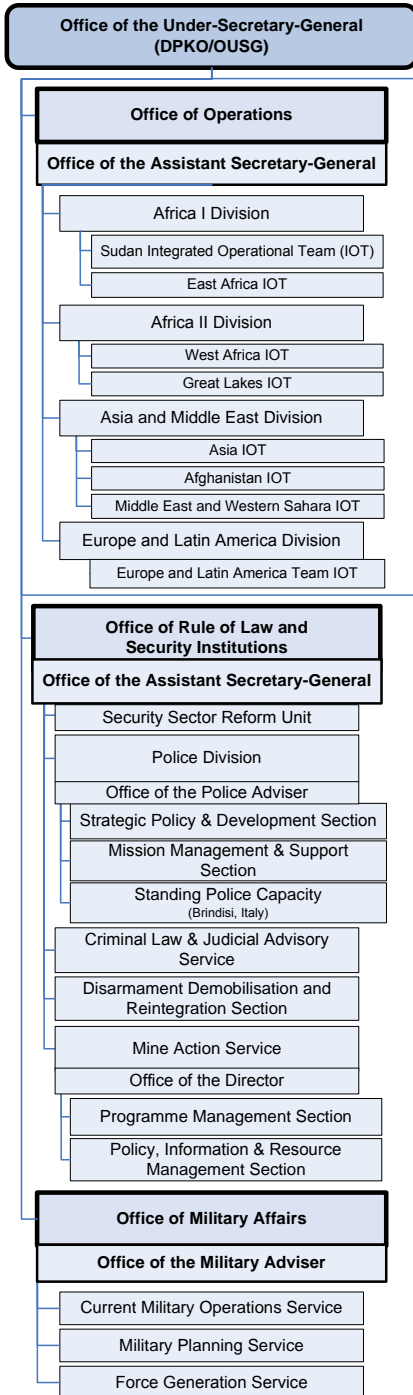 Office of the Under-Secretary-General
(DPKO/OUSG)
Office of Operations
Office of the Assistant Secretary-General
Africa I Division
Sudan Integrated Operational Team (IOT)
East Africa IOT
Africa II Division
West Africa IOT
Great Lakes IOT
Asia and Middle East Division
Asia IOT
Afghanistan IOT
Middle East and Western Sahara IOT
Europe and Latin America Division
Europe and Latin America Team IOT
Office of Rule of Law and
Security Institutions
Office of the Assistant Secretary-General
Security Sector Reform Unit
Police Division
Office of the Police Adviser
Strategic Policy & Development Section
Mission Management & Support
Section
Standing Police Capacity
(Brindisi, Italy)
Criminal Law & Judicial Advisory
Service
Disarmament Demobilisation and
Reintegration Section
Mine Action Service
Office of the Director
Programme Management Section
Policy, Information & Resource
Management Section
Office of Military Affairs
Office of the Military Adviser
Current Military Operations Service
Military Planning Service
Force Generation Service